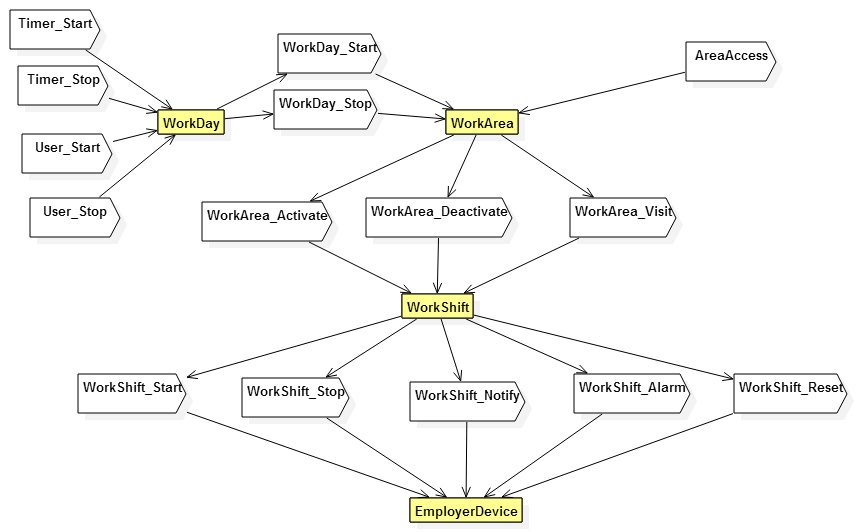 Timer_Start
WorkDay_Start
AreaAccess
Timer_Stop
WorkDay_Stop
WorkDay
WorkArea
User_Start
User_Stop
WorkArea_Activate
WorkArea_Deactivate
WorkArea_Visit
WorkShift
WorkShift_Start
WorkShift_Stop
WorkShift_Notify
WorkShift_Alarm
WorkShift_Reset
EmployerDevice